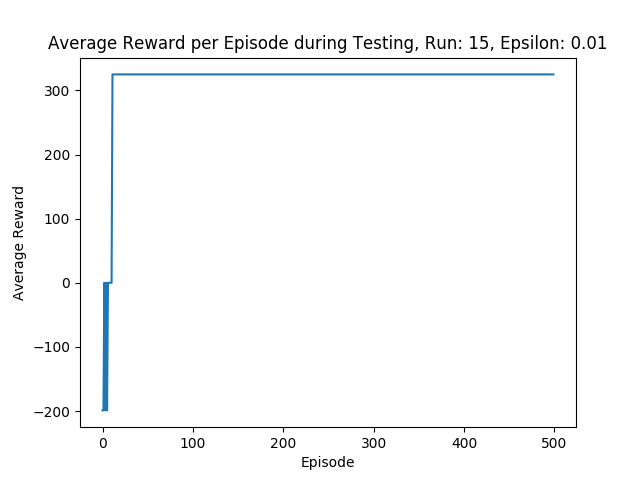 Average Reward per Episode during Testing, Run: 15, Epsilon: 0.01
300
200
100
0
−100
−200
Average Reward
0 100 200 300 400 500
Episode